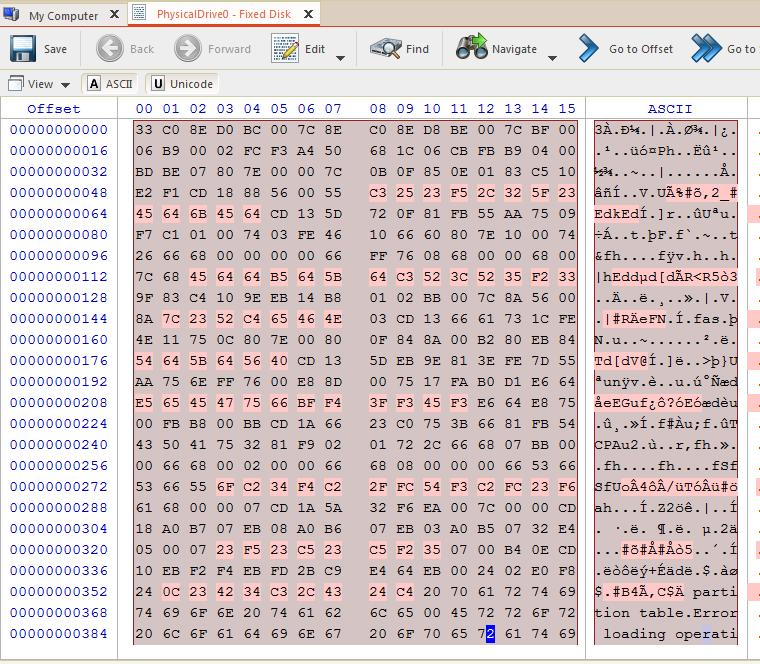 My Computer X PhysicalDrive0 - Fixed Disk X
Save Back Forward Edit Find Navigate Go to Offset Go to
View A ASCII U Unicode
Offset 00 01 02 03 04 05 06 07 08 09 10 11 12 13 14 15 ASCII
00000000000 33 C0 8E D0 BC 00 7C 8E C0 8E D8 BE 00 7C BF 00 3À.Ð¼.|.À.Ø¾.|¿.
00000000016 06 B9 00 02 FC F3 A4 50 68 1C 06 CB FB B9 04 00 .¹..üó¤Ph..Ëû¹..
00000000032 BD BE 07 80 7E 00 00 7C 0B 0F 85 0E 01 83 C5 10 ½¾..~..|......Å.
00000000048 E2 F1 CD 18 88 56 00 55 C3 25 23 F5 2C 32 5F 23 âñÍ..V.UÃ%#õ,2_#
00000000064 45 64 6B 45 64 CD 13 5D 72 0F 81 FB 55 AA 75 09 EdkEdÍ.]r..ûUªu.
00000000080 F7 C1 01 00 74 03 FE 46 10 66 60 80 7E 10 00 74 ÷Á..t.þF.f`.~..t
00000000096 26 66 68 00 00 00 00 66 FF 76 08 68 00 00 68 00 &fh....fÿv.h..h.
00000000112 7C 68 45 64 64 B5 64 5B 64 C3 52 3C 52 35 F2 33 |hEddµd[dÃR<R5ò3
00000000128 9F 83 C4 10 9E EB 14 B8 01 02 BB 00 7C 8A 56 00 ..Ä..ë.¸..».|.V.
00000000144 8A 7C 23 52 C4 65 46 4E 03 CD 13 66 61 73 1C FE .|#RÄeFN.Í.fas.þ
00000000160 4E 11 75 0C 80 7E 00 80 0F 84 8A 00 B2 80 EB 84 N.u..~......².ë.
00000000176 54 64 5B 64 56 40 CD 13 5D EB 9E 81 3E FE 7D 55 Td[dV@Í.]ë..>þ}U
00000000192 AA 75 6E FF 76 00 E8 8D 00 75 17 FA B0 D1 E6 64 ªunÿv.è..u.ú°Ñæd
00000000208 E5 65 45 47 75 66 BF F4 3F F3 45 F3 E6 64 E8 75 åeEGuf¿ô?óEóædèu
00000000224 00 FB B8 00 BB CD 1A 66 23 C0 75 3B 66 81 FB 54 .û¸.»Í.f#Àu;f.ûT
00000000240 43 50 41 75 32 81 F9 02 01 72 2C 66 68 07 BB 00 CPAu2.ù..r,fh.».
00000000256 00 66 68 00 02 00 00 66 68 08 00 00 00 66 53 66 .fh....fh....fSf
00000000272 53 66 55 6F C2 34 F4 C2 2F FC 54 F3 C2 FC 23 F6 SfUoÂ4ôÂ/üTóÂü#ö
00000000288 61 68 00 00 07 CD 1A 5A 32 F6 EA 00 7C 00 00 CD ah...Í.Z2öê.|..Í
00000000304 18 A0 B7 07 EB 08 A0 B6 07 EB 03 A0 B5 07 32 E4 . ·.ë. ¶.ë. µ.2ä
00000000320 05 00 07 23 F5 23 C5 23 C5 F2 35 07 00 B4 0E CD ...#õ#Å#Åò5..´.Í
00000000336 10 EB F2 F4 EB FD 2B C9 E4 64 EB 00 24 02 E0 F8 .ëòôëý+Éädë.$.àø
00000000352 24 0C 23 42 34 C3 2C 43 24 C4 20 70 61 72 74 69 $.#B4Ã,C$Ä parti
00000000368 74 69 6F 6E 20 74 61 62 6C 65 00 45 72 72 6F 72 tion table.Error
00000000384 20 6C 6F 61 64 69 6E 67 20 6F 70 65 72 61 74 69 loading operati